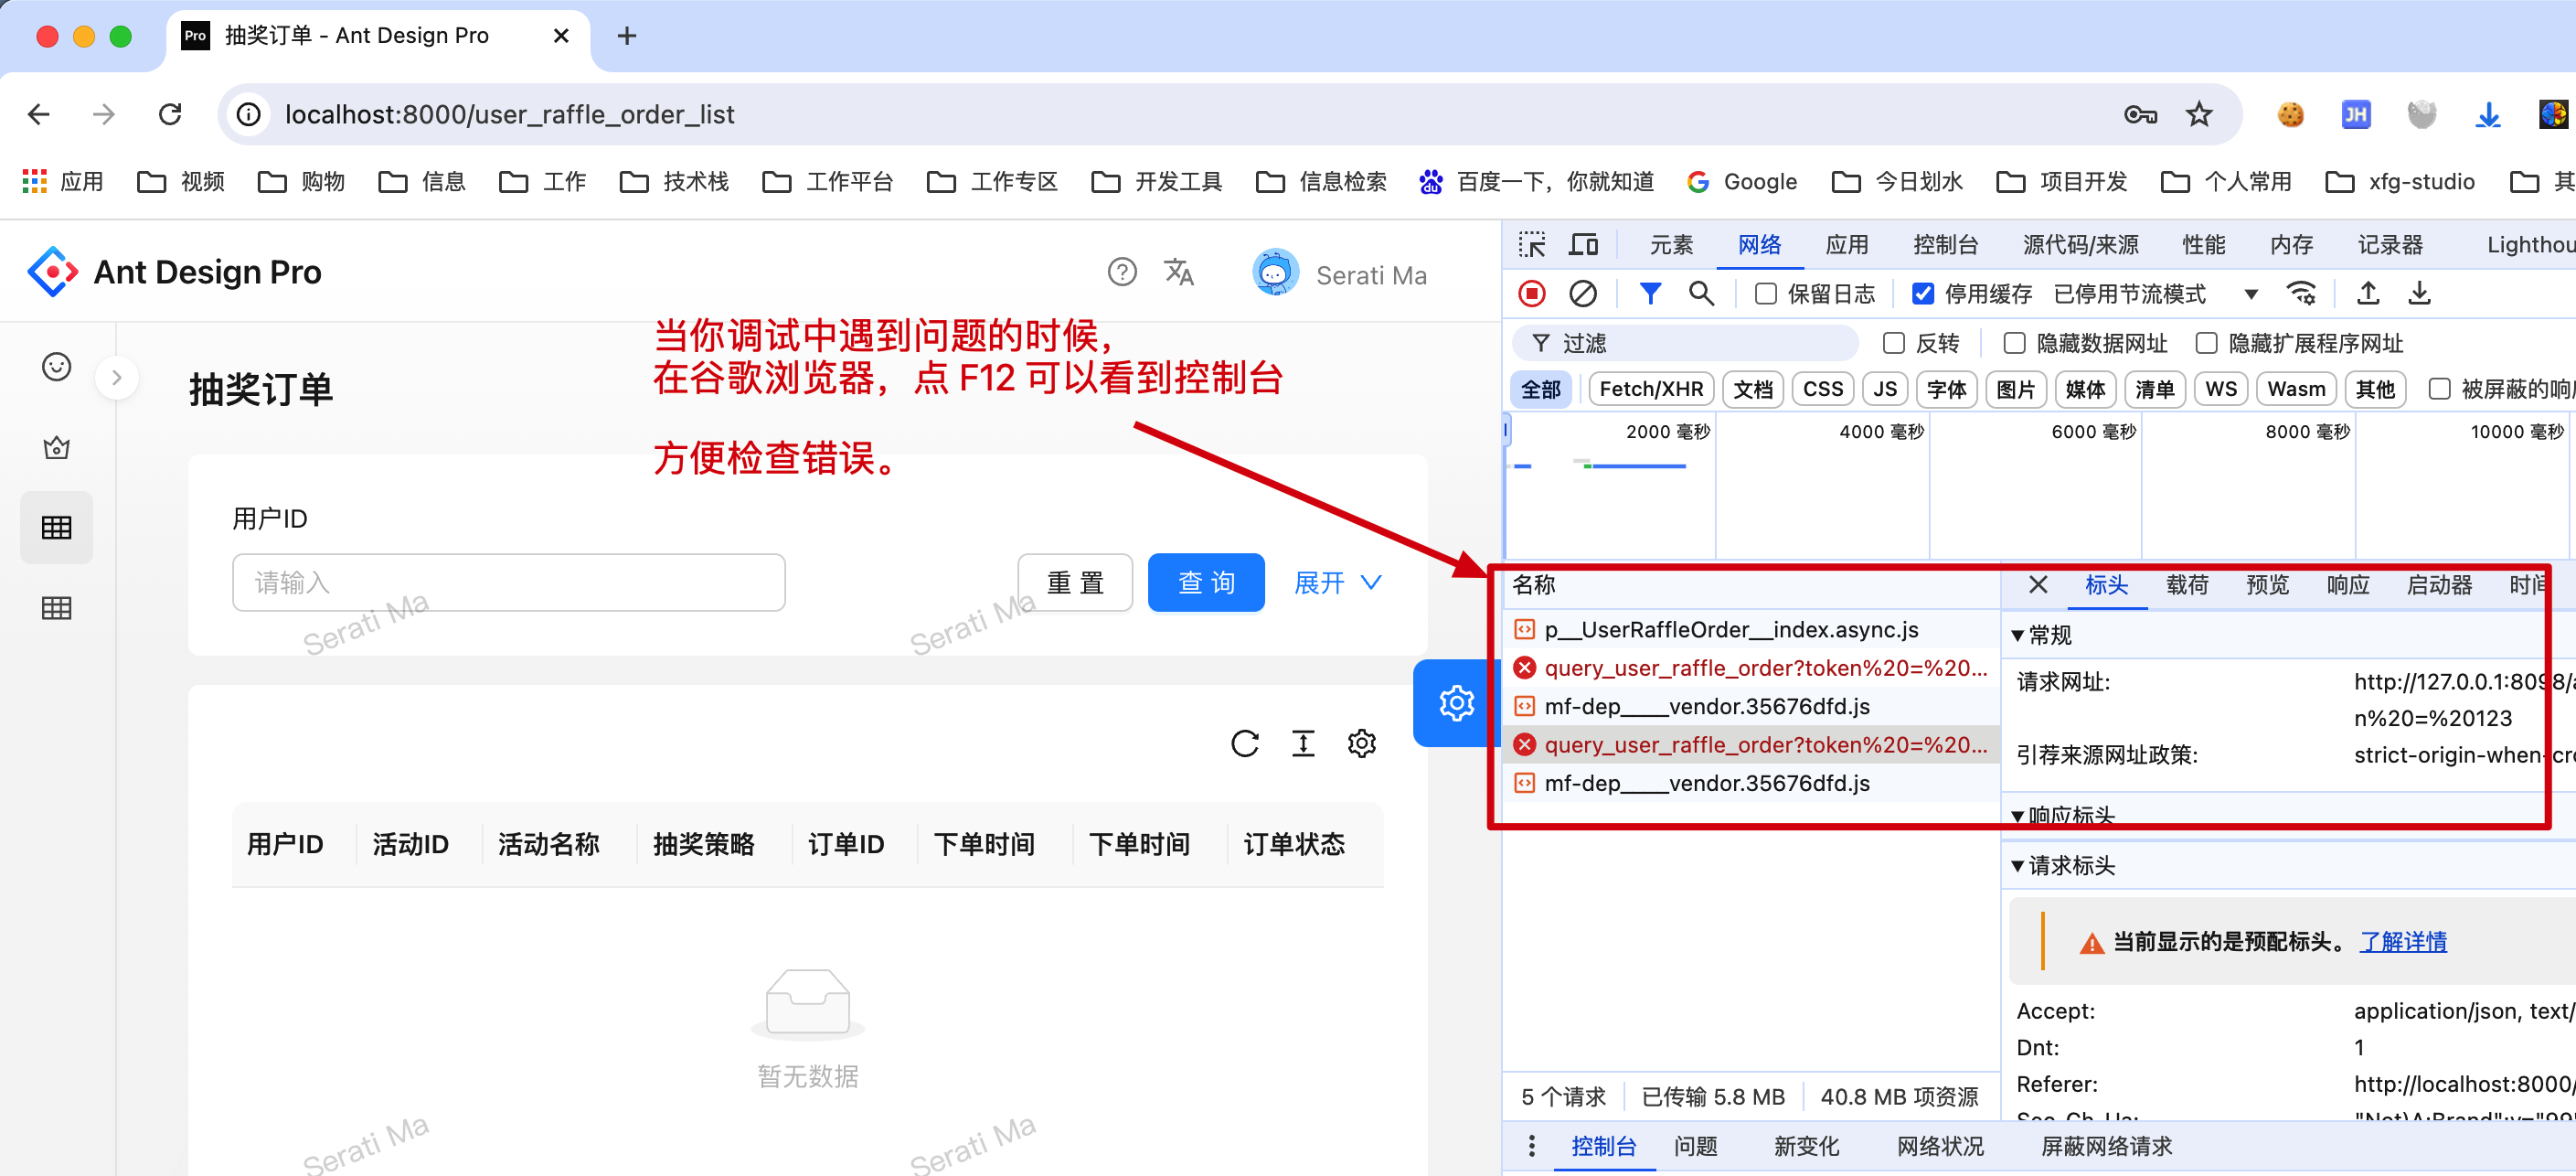 Pro 抽奖订单 - Ant Design Pro
localhost:8000/user_raffle_order_list
JH
应用 视频 购物 信息 工作 技术栈 工作平台 工作专区 开发工具 信息检索 du 百度一下，你就知道 Google 今日划水 项目开发 个人常用 xfg-studio
Ant Design Pro
Serati Ma
当你调试中遇到问题的时候，
在谷歌浏览器，点 F12 可以看到控制台
方便检查错误。
抽奖订单
用户ID
请输入
重 置
查 询
展开
Serati Ma
Serati Ma
用户ID 活动ID 活动名称 抽奖策略 订单ID 下单时间 下单时间 订单状态
暂无数据
Serati Ma
Serati Ma
元素 网络 应用 控制台 源代码/来源 性能 内存 记录器 Lighthou
保留日志 停用缓存 已停用节流模式
过滤 反转 隐藏数据网址 隐藏扩展程序网址
全部 Fetch/XHR 文档 CSS JS 字体 图片 媒体 清单 WS Wasm 其他 被屏蔽的响
2000 毫秒 4000 毫秒 6000 毫秒 8000 毫秒 10000 毫秒
名称
p__UserRaffleOrder__index.async.js
query_user_raffle_order?token%20=%20...
mf-dep____vendor.35676dfd.js
query_user_raffle_order?token%20=%20...
mf-dep____vendor.35676dfd.js
标头 载荷 预览 响应 启动器 时间
常规
请求网址: http://127.0.0.1:8098/a
n%20=%20123
引荐来源网址政策: strict-origin-when-cro
响应标头
请求标头
当前显示的是预配标头。 了解详情
Accept: application/json, text/
Dnt: 1
Referer: http://localhost:8000/
Sec-Ch-Ua: "Not)A;Brand";v="99"
5 个请求 已传输 5.8 MB 40.8 MB 项资源
控制台 问题 新变化 网络状况 屏蔽网络请求